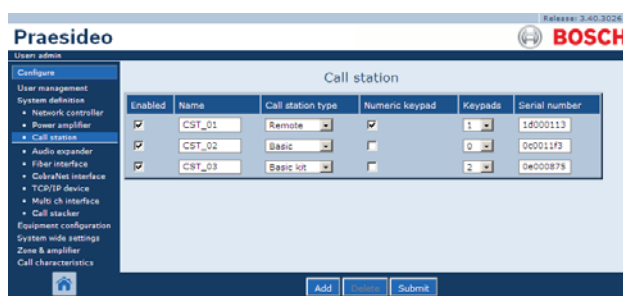 Release: 3.40.3026
Praesideo
BOSCH
User: admin
Configure
User management
System definition
• Network controller
• Power amplifier
• Call station
• Audio expander
• Fiber interface
• CobraNet interface
• TCP/IP device
• Multi ch interface
• Call stacker
Equipment configuration
System wide settings
Zone & amplifier
Call characteristics
Call station
Enabled Name Call station type Numeric keypad Keypads Serial number
CST_01 Remote 1 1d000113
CST_02 Basic 0 0c0011f3
CST_03 Basic kit 2 0e000875
Add Delete Submit